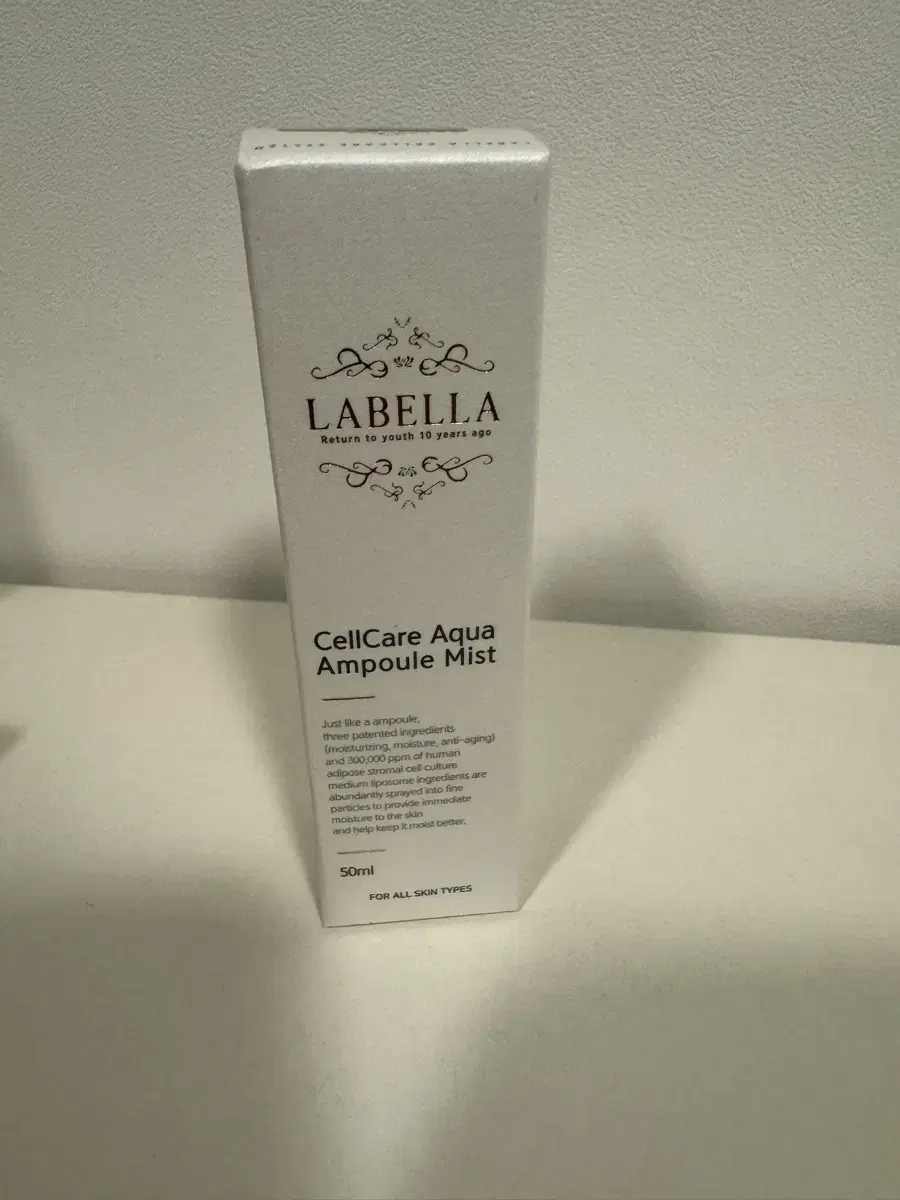 LABELLA CELLCARE SYSTEM
LABELLA
Return to youth 10 years ago
CellCare Aqua
Ampoule Mist
Just like a ampoule,
three patented ingredients
(moisturizing, moisture, anti-aging)
and 300,000 ppm of human
adipose stromal cell culture
medium liposome ingredients are
abundantly sprayed into fine
particles to provide immediate
moisture to the skin
and help keep it moist better.
50ml
FOR ALL SKIN TYPES